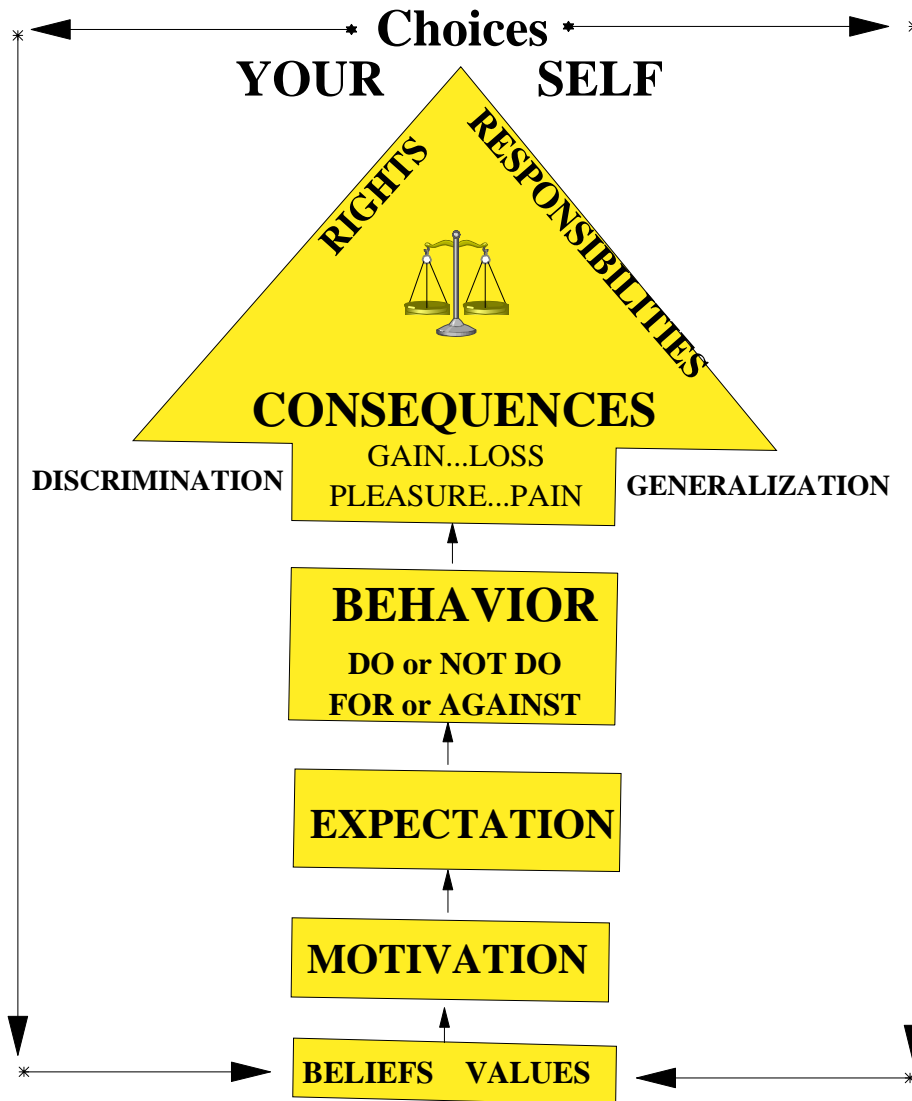 Choices
YOUR SELF
RIGHTS
RESPONSIBILITIES
CONSEQUENCES
GAIN...LOSS
PLEASURE...PAIN
DISCRIMINATION
GENERALIZATION
BEHAVIOR
DO or NOT DO
FOR or AGAINST
EXPECTATION
MOTIVATION
BELIEFS VALUES